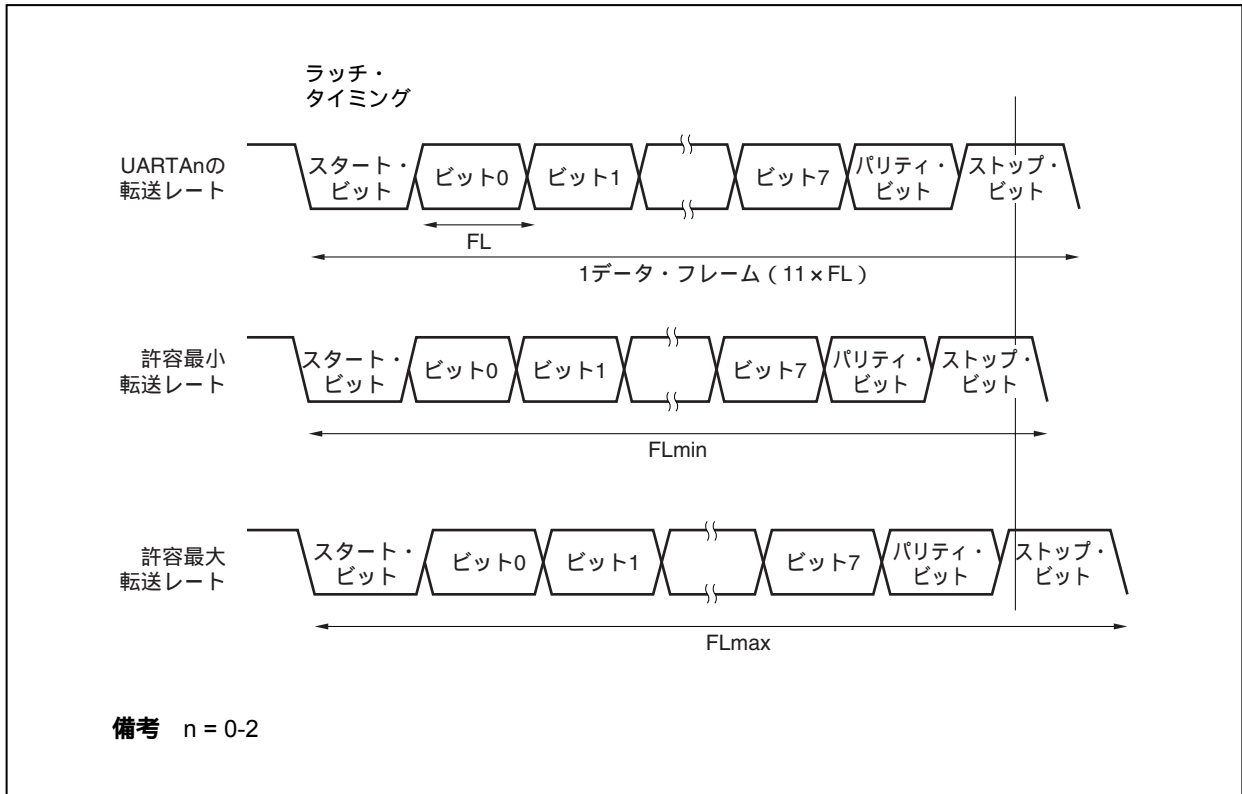 ラッチ・
タイミング
UARTAnの
転送レート
スタート・
ビット
ビット0
ビット1
ビット7
パリティ・
ビット
ストップ・
ビット
FL
1データ・フレーム（11×FL）
許容最小
転送レート
スタート・
ビット
ビット0
ビット1
ビット7
パリティ・
ビット
ストップ・
ビット
FLmin
許容最大
転送レート
スタート・
ビット
ビット0
ビット1
ビット7
パリティ・
ビット
ストップ・
ビット
FLmax
備考 n = 0-2